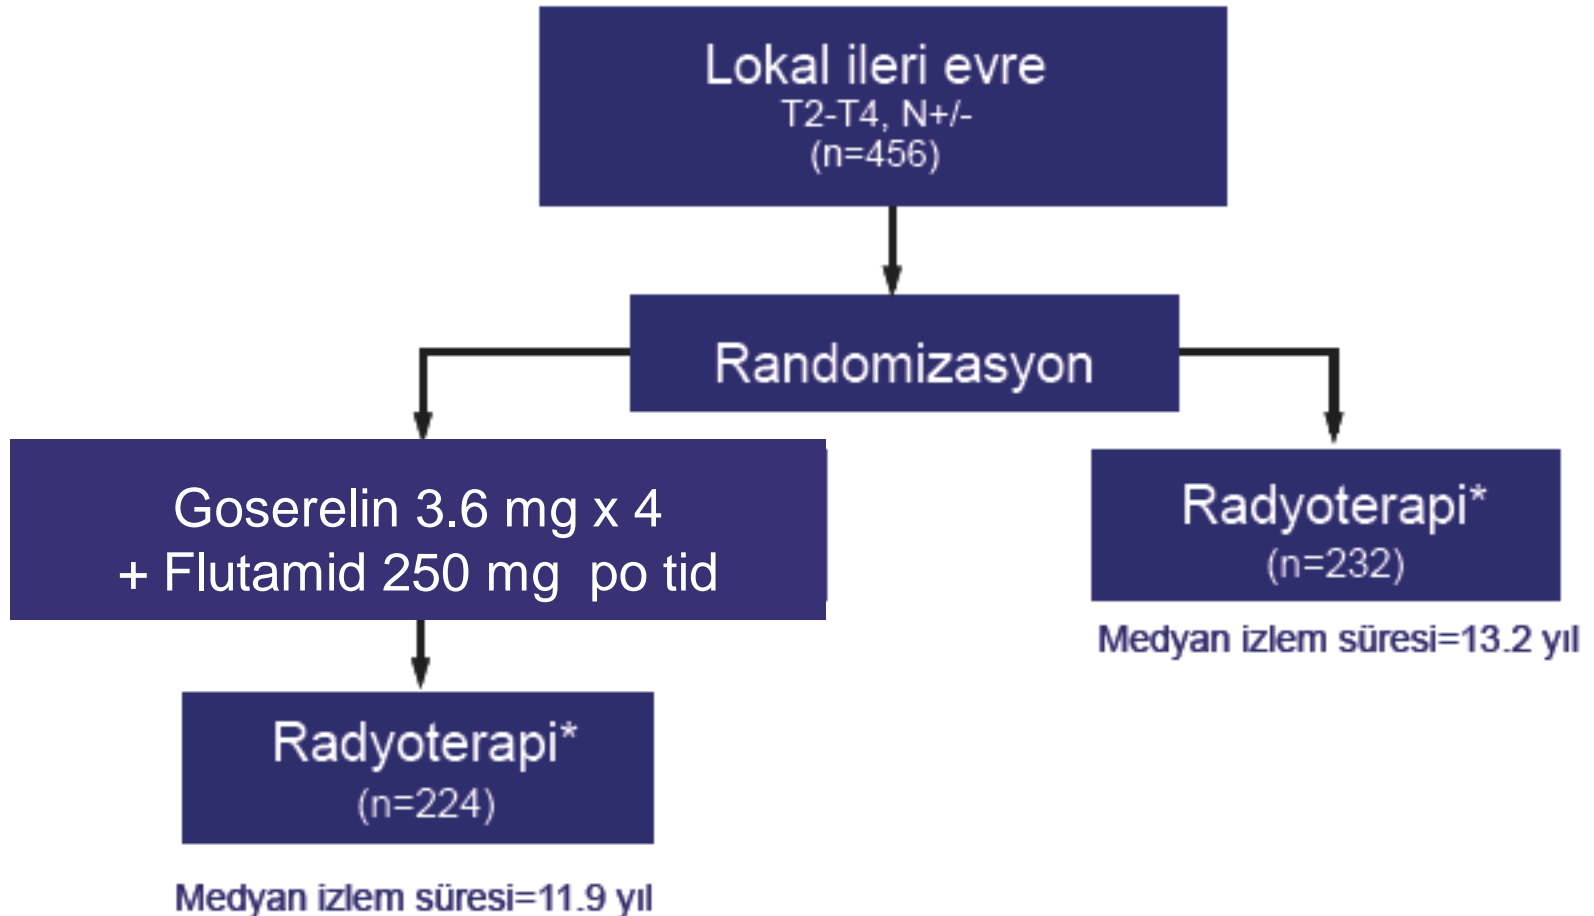 Lokal ileri evre
T2-T4, N+/-
(n=456)
Randomizasyon
Goserelin 3.6 mg x 4
+ Flutamid 250 mg po tid
Radyoterapi*
(n=232)
Medyan izlem süresi=13.2 yıl
Radyoterapi*
(n=224)
Medyan izlem süresi=11.9 yıl